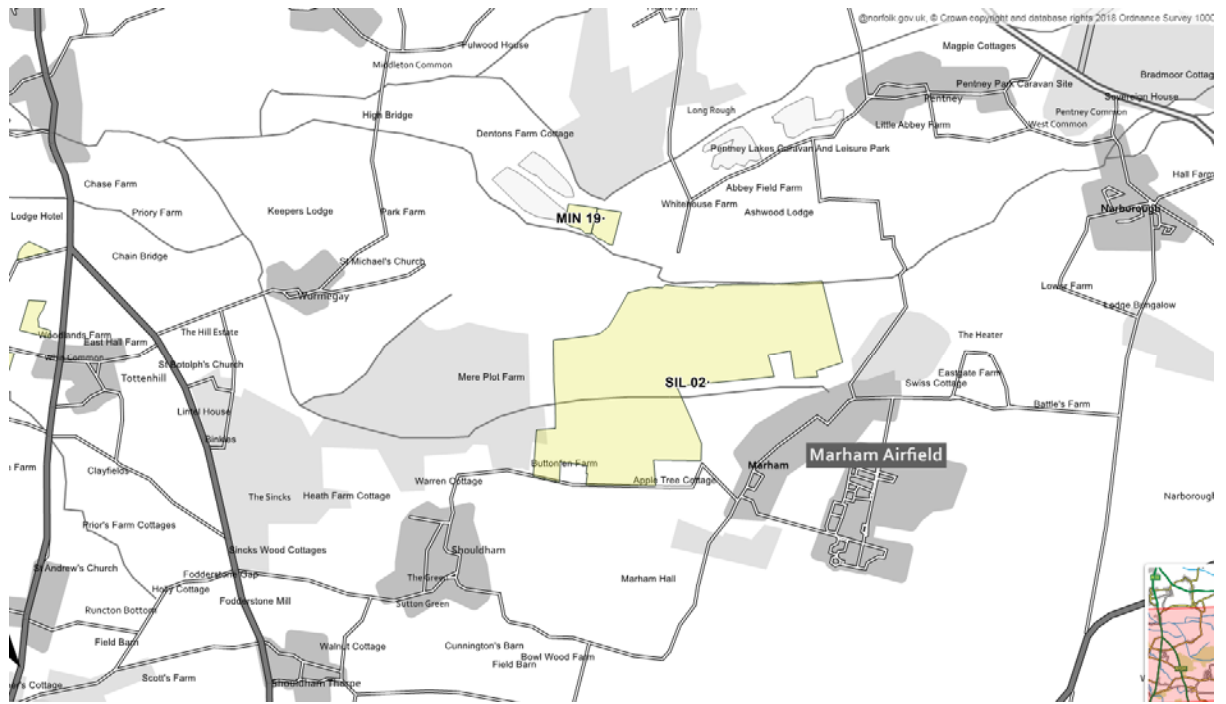 @norfolk.gov.uk, © Crown copyright and database rights 2018 Ordnance Survey 1000
Magpie Cottages
Fulwood House
Middleton Common
Bradmoor Cottag
Pentney Park Caravan Site
Sovereign House
Pentney
Long Rough
Pentney Common
High Bridge
Little Abbey Farm
West Common
Dentons Farm Cottage
Pentney Lakes Caravan And Leisure Park
Hall Farm
Chase Farm
Abbey Field Farm
Whitehouse Farm
Narborough
Lodge Hotel
Priory Farm
Keepers Lodge
Park Farm
MIN 19
Ashwood Lodge
Chain Bridge
St Michael's Church
Lower Farm
Wormegay
Lodge Bungalow
The Hill Estate
Woodlands Farm
East Hall Farm
The Heater
Whin Common
St Botolph's Church
Tottenhill
Mere Plot Farm
SIL 02
Eastgate Farm
Swiss Cottage
Lintel House
Battle's Farm
Binkles
Marham Airfield
e Farm
Clayfields
Buttonfen Farm
Marham
Warren Cottage
Apple Tree Cottage
The Sincks
Heath Farm Cottage
Narborough
Prior's Farm Cottages
Sincks Wood Cottages
Shouldham
St Andrew's Church
Fodderstone Gap
The Green
Marham Hall
Holly Cottage
Fodderstone Mill
Sutton Green
Runcton Bottom
Field Barn
Walnut Cottage
Cunnington's Barn
Bowl Wood Farm
Field Barn
Scott's Farm
Shouldham Thorpe
er's Cottage